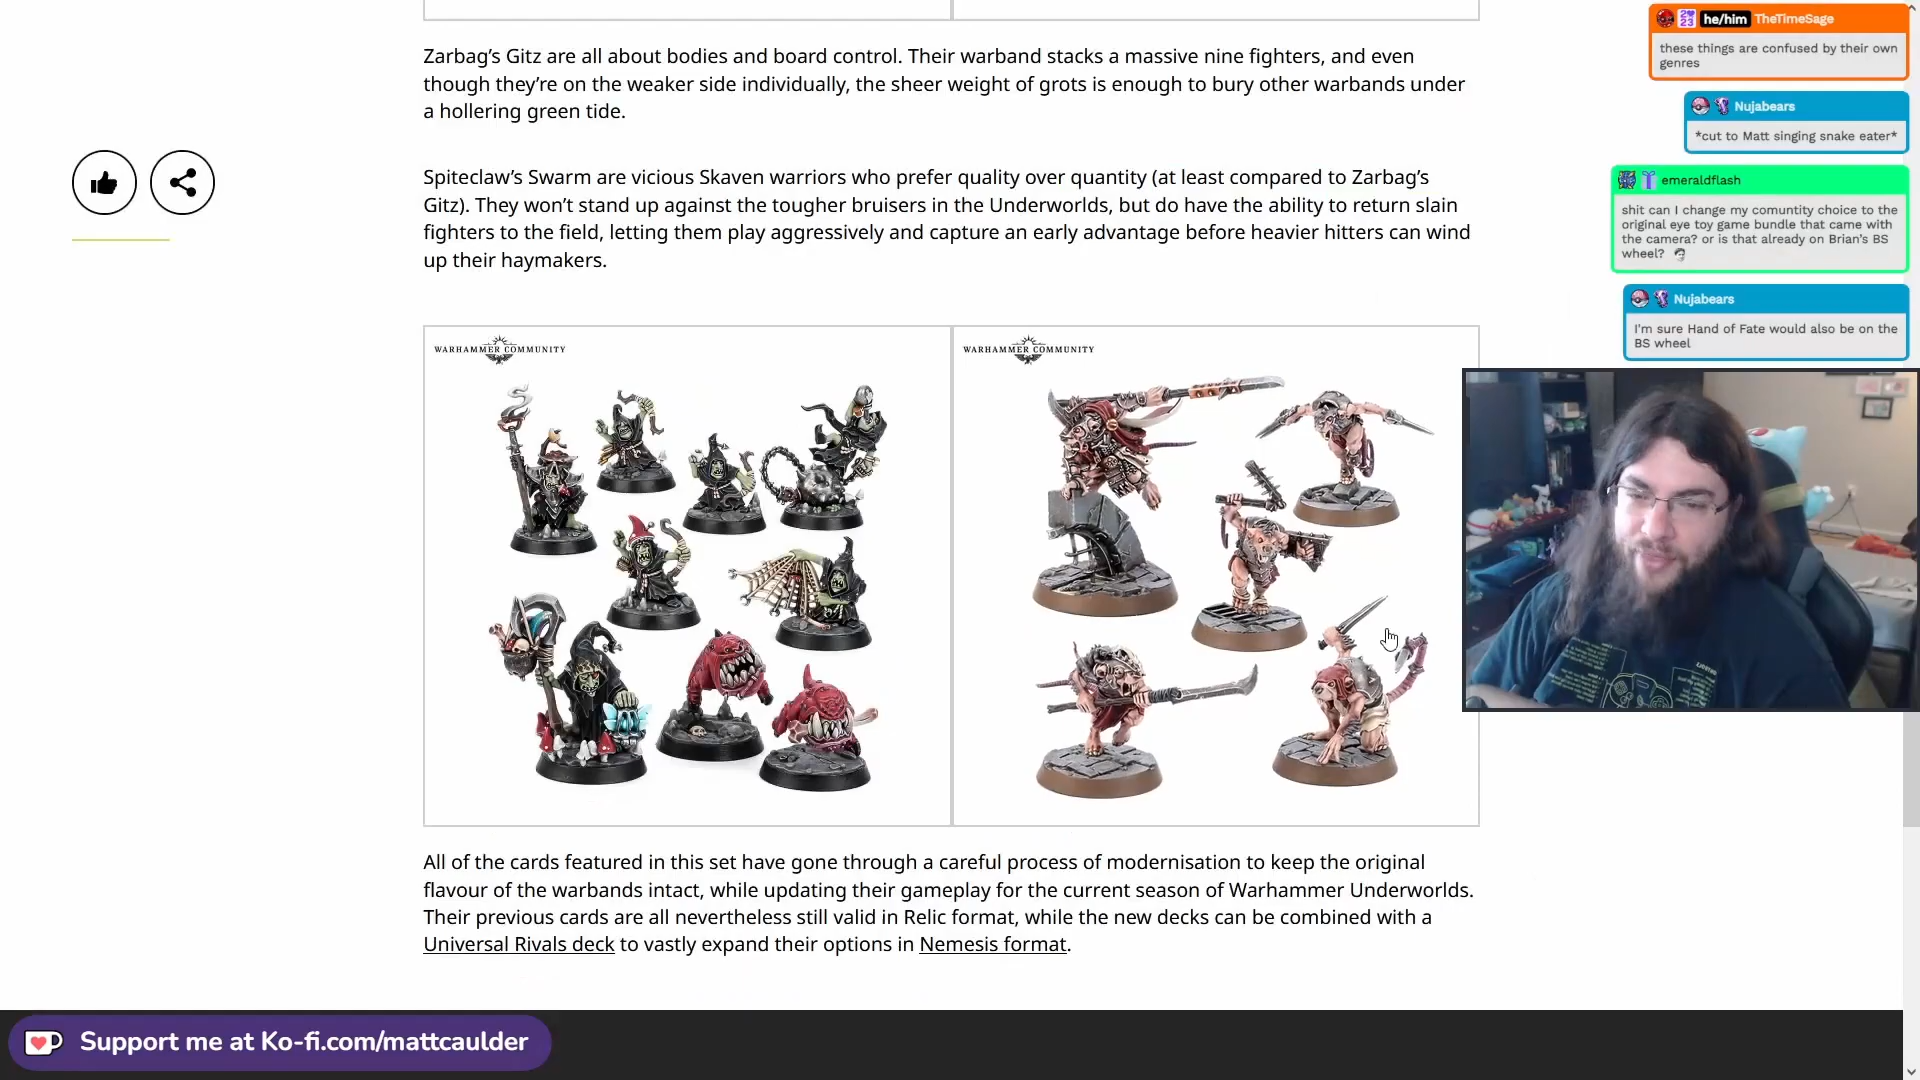 Zarbag’s Gitz are all about bodies and board control. Their warband stacks a massive nine fighters, and even
though they’re on the weaker side individually, the sheer weight of grots is enough to bury other warbands under
a hollering green tide.
Spiteclaw’s Swarm are vicious Skaven warriors who prefer quality over quantity (at least compared to Zarbag’s
Gitz). They won’t stand up against the tougher bruisers in the Underworlds, but do have the ability to return slain
fighters to the field, letting them play aggressively and capture an early advantage before heavier hitters can wind
up their haymakers.
WARHAMMER COMMUNITY
WARHAMMER COMMUNITY
All of the cards featured in this set have gone through a careful process of modernisation to keep the original
flavour of the warbands intact, while updating their gameplay for the current season of Warhammer Underworlds.
Their previous cards are all nevertheless still valid in Relic format, while the new decks can be combined with a
Universal Rivals deck to vastly expand their options in Nemesis format.
he/him TheTimeSage
these things are confused by their own
genres
Nujabears
*cut to Matt singing snake eater*
emeraldflash
shit can I change my comuntity choice to the
original eye toy game bundle that came with
the camera? or is that already on Brian's BS
wheel?
Nujabears
I'm sure Hand of Fate would also be on the
BS wheel
Support me at Ko-fi.com/mattcaulder